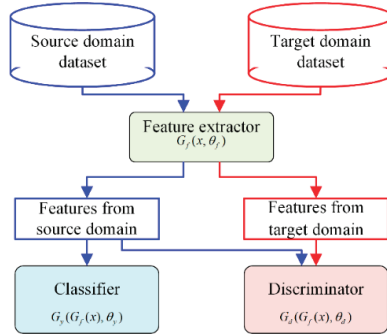 Source domain
dataset
Target domain
dataset
Feature extractor
G_f(x, θ_f)
Features from
source domain
Features from
target domain
Classifier
G_y(G_f(x), θ_y)
Discriminator
G_d(G_f(x), θ_d)